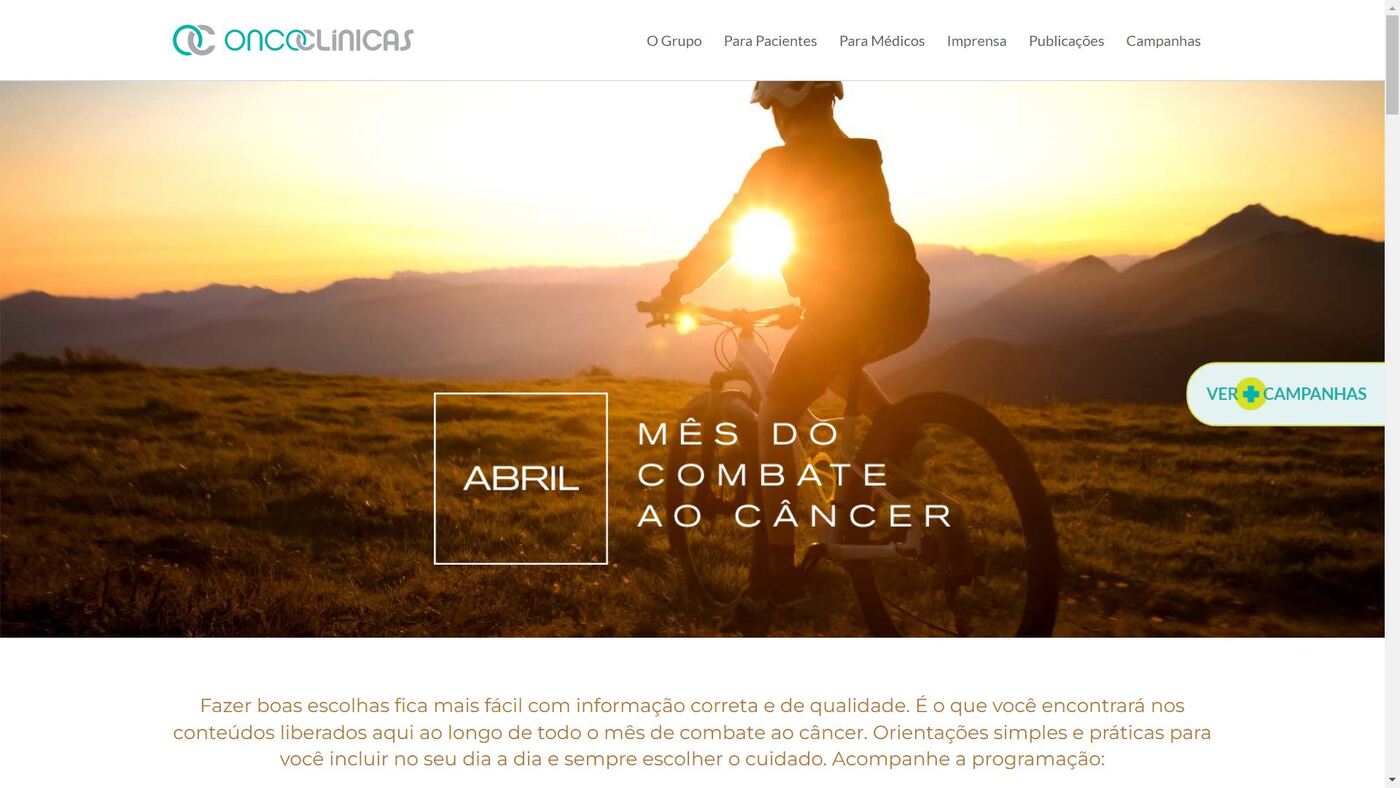 OC ONCOCLÍNICAS
O Grupo
Para Pacientes
Para Médicos
Imprensa
Publicações
Campanhas
VER + CAMPANHAS
ABRIL
MÊS DO
COMBATE
AO CÂNCER
Fazer boas escolhas fica mais fácil com informação correta e de qualidade. É o que você encontrará nos
conteúdos liberados aqui ao longo de todo o mês de combate ao câncer. Orientações simples e práticas para
você incluir no seu dia a dia e sempre escolher o cuidado. Acompanhe a programação: